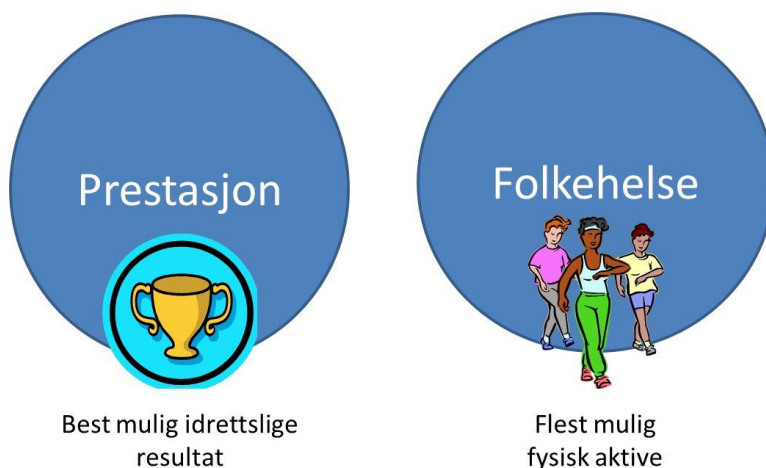 Prestasjon
Best mulig idrettslige
resultat
Folkehelse
Flest mulig
fysisk aktive